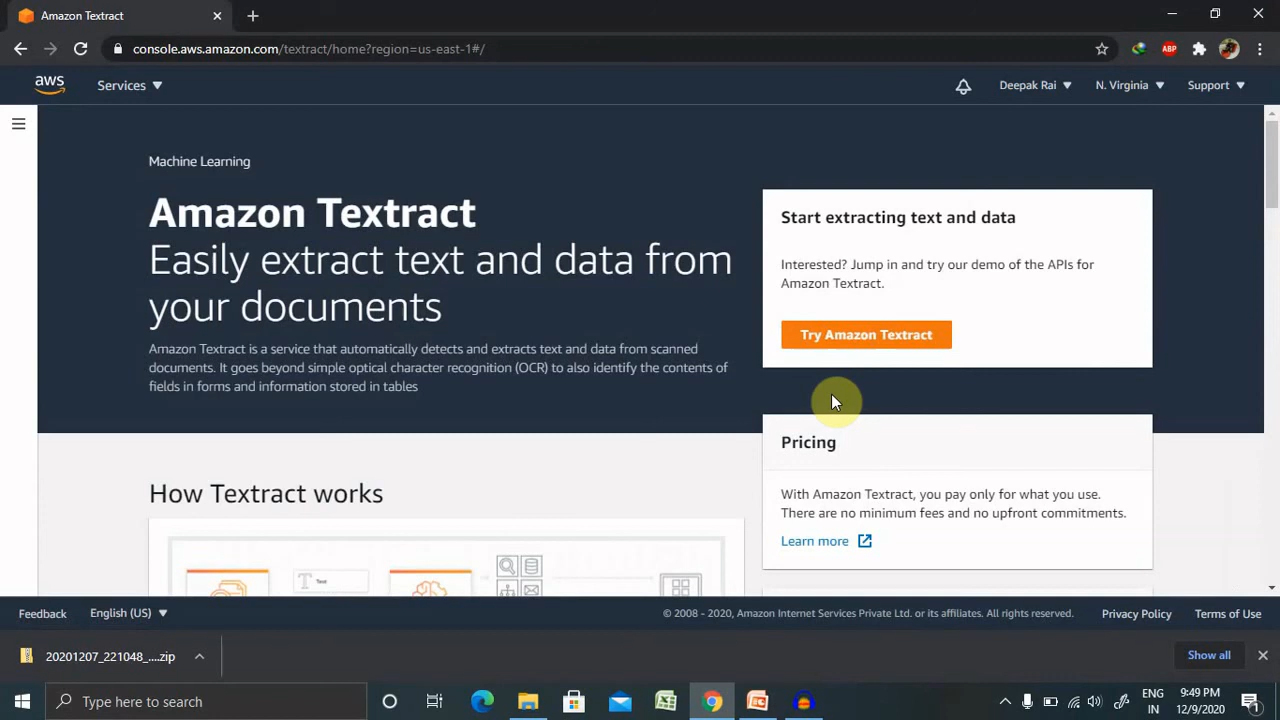 Amazon Textract
console.aws.amazon.com/textract/home?region=us-east-1#/
ABP
aws
Services
Deepak Rai
N. Virginia
Support
Machine Learning
Amazon Textract
Easily extract text and data from
your documents
Amazon Textract is a service that automatically detects and extracts text and data from scanned
documents. It goes beyond simple optical character recognition (OCR) to also identify the contents of
fields in forms and information stored in tables
Start extracting text and data
Interested? Jump in and try our demo of the APIs for
Amazon Textract.
Try Amazon Textract
Pricing
With Amazon Textract, you pay only for what you use.
There are no minimum fees and no upfront commitments.
Learn more
How Textract works
Text
Feedback
English (US)
© 2008 - 2020, Amazon Internet Services Private Ltd. or its affiliates. All rights reserved.
Privacy Policy
Terms of Use
20201207_221048_....zip
Show all
Type here to search
ENG
IN
9:49 PM
12/9/2020
1